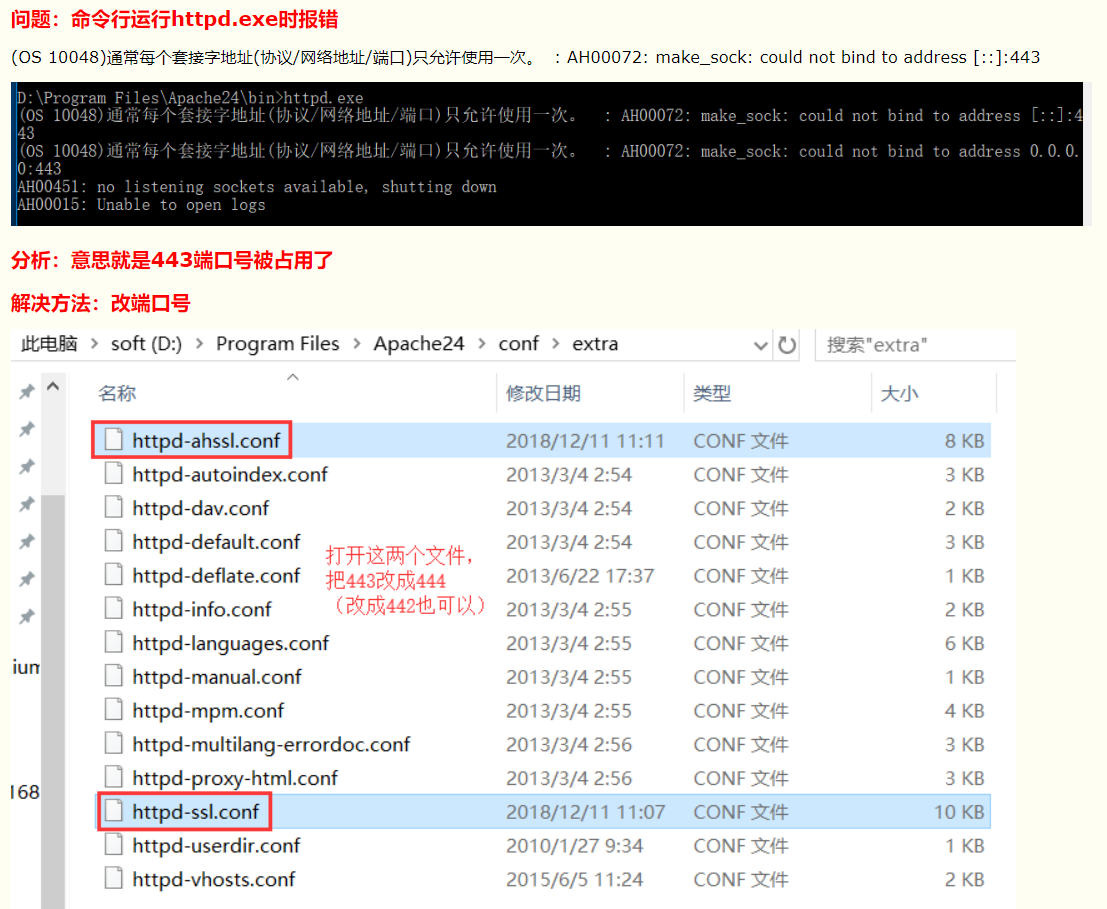 问题：命令行运行httpd.exe时报错
(OS 10048)通常每个套接字地址(协议/网络地址/端口)只允许使用一次。 : AH00072: make_sock: could not bind to address [::]:443
D:\Program Files\Apache24\bin>httpd.exe
(OS 10048)通常每个套接字地址(协议/网络地址/端口)只允许使用一次。 : AH00072: make_sock: could not bind to address [::]:4
43
(OS 10048)通常每个套接字地址(协议/网络地址/端口)只允许使用一次。 : AH00072: make_sock: could not bind to address 0.0.0.
0:443
AH00451: no listening sockets available, shutting down
AH00015: Unable to open logs
分析：意思就是443端口号被占用了
解决方法：改端口号
此电脑 > soft (D:) > Program Files > Apache24 > conf > extra 搜索"extra"
名称 修改日期 类型 大小
httpd-ahssl.conf 2018/12/11 11:11 CONF 文件 8 KB
httpd-autoindex.conf 2013/3/4 2:54 CONF 文件 3 KB
httpd-dav.conf 2013/3/4 2:54 CONF 文件 2 KB
httpd-default.conf 2013/3/4 2:54 CONF 文件 3 KB
打开这两个文件，
httpd-deflate.conf 2013/6/22 17:37 CONF 文件 1 KB
把443改成444
（改成442也可以）
httpd-info.conf 2013/3/4 2:55 CONF 文件 2 KB
httpd-languages.conf 2013/3/4 2:55 CONF 文件 6 KB
ium
httpd-manual.conf 2013/3/4 2:55 CONF 文件 1 KB
httpd-mpm.conf 2013/3/4 2:55 CONF 文件 4 KB
httpd-multilang-errordoc.conf 2013/3/4 2:56 CONF 文件 3 KB
httpd-proxy-html.conf 2013/3/4 2:56 CONF 文件 3 KB
168
httpd-ssl.conf 2018/12/11 11:07 CONF 文件 10 KB
httpd-userdir.conf 2010/1/27 9:34 CONF 文件 1 KB
httpd-vhosts.conf 2015/6/5 11:24 CONF 文件 2 KB